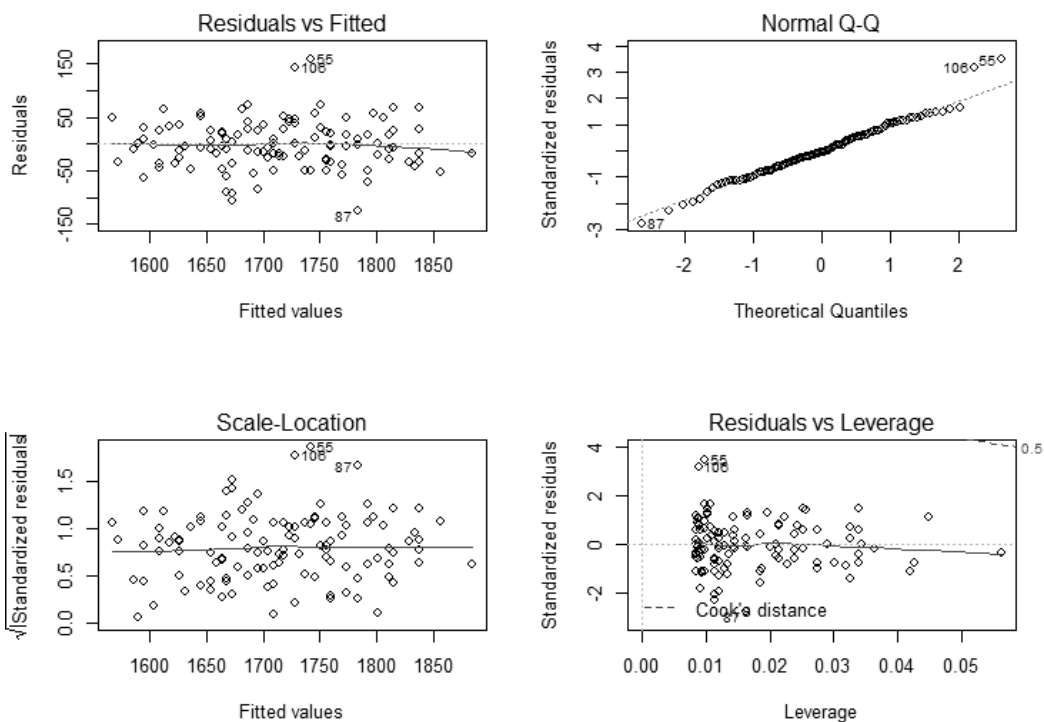 Residuals vs Fitted
Residuals
150
50
-50
-150
55
106
87
1600 1650 1700 1750 1800 1850
Fitted values
Normal Q-Q
Standardized residuals
4
3
2
1
-1
-3
106
55
87
-2 -1 0 1 2
Theoretical Quantiles
Scale-Location
√|Standardized residuals|
1.5
1.0
0.5
0.0
55
106
87
1600 1650 1700 1750 1800 1850
Fitted values
Residuals vs Leverage
Standardized residuals
4
2
0
-2
55
106
87
0.5
Cook's distance
0.00 0.01 0.02 0.03 0.04 0.05
Leverage